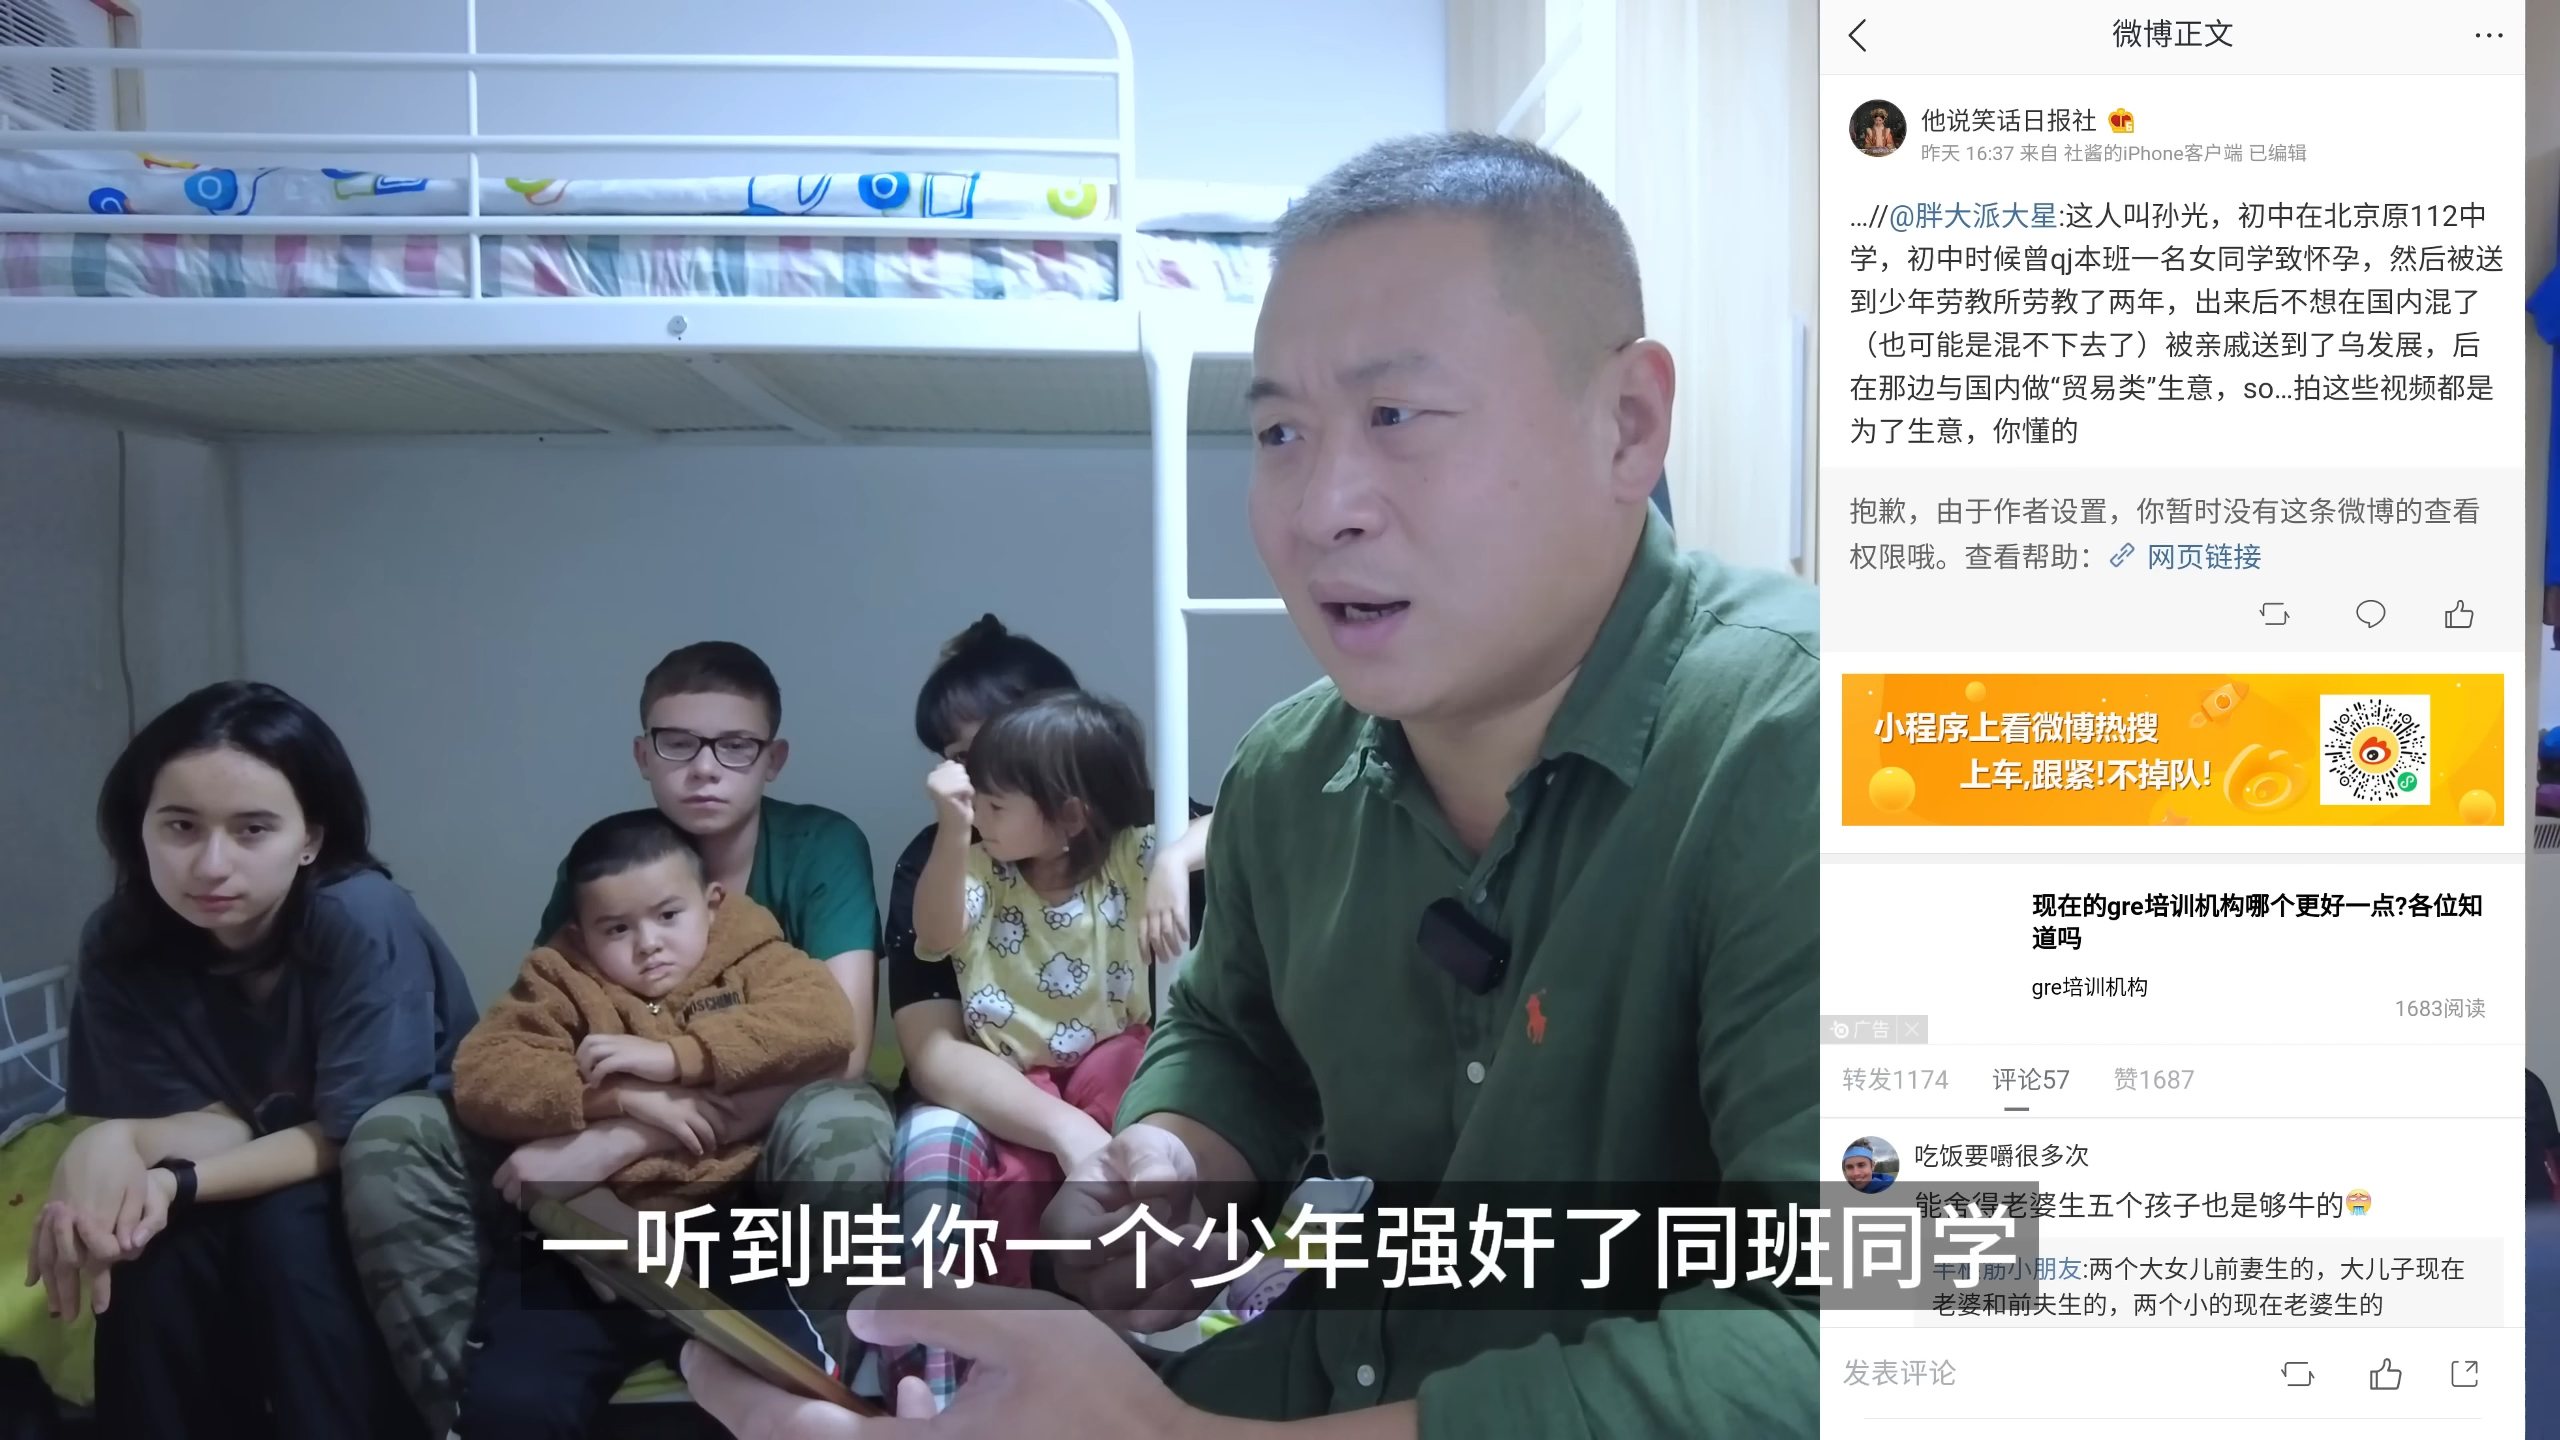 微博正文
他说笑话日报社
昨天 16:37 来自 社酱的iPhone客户端 已编辑
...//@胖大派大星:这人叫孙光，初中在北京原112中
学，初中时候曾qj本班一名女同学致怀孕，然后被送
到少年劳教所劳教了两年，出来后不想在国内混了
（也可能是混不下去了）被亲戚送到了乌发展，后
在那边与国内做“贸易类”生意，so...拍这些视频都是
为了生意，你懂的
抱歉，由于作者设置，你暂时没有这条微博的查看
权限哦。查看帮助： 网页链接
小程序上看微博热搜
上车,跟紧!不掉队!
现在的gre培训机构哪个更好一点?各位知
道吗
gre培训机构
1683阅读
广告
转发1174 评论57 赞1687
吃饭要嚼很多次
能舍得老婆生五个孩子也是够牛的
小朋友:两个大女儿前妻生的，大儿子现在
老婆和前夫生的，两个小的现在老婆生的
发表评论
MOSCHINO
一听到哇你一个少年强奸了同班同学